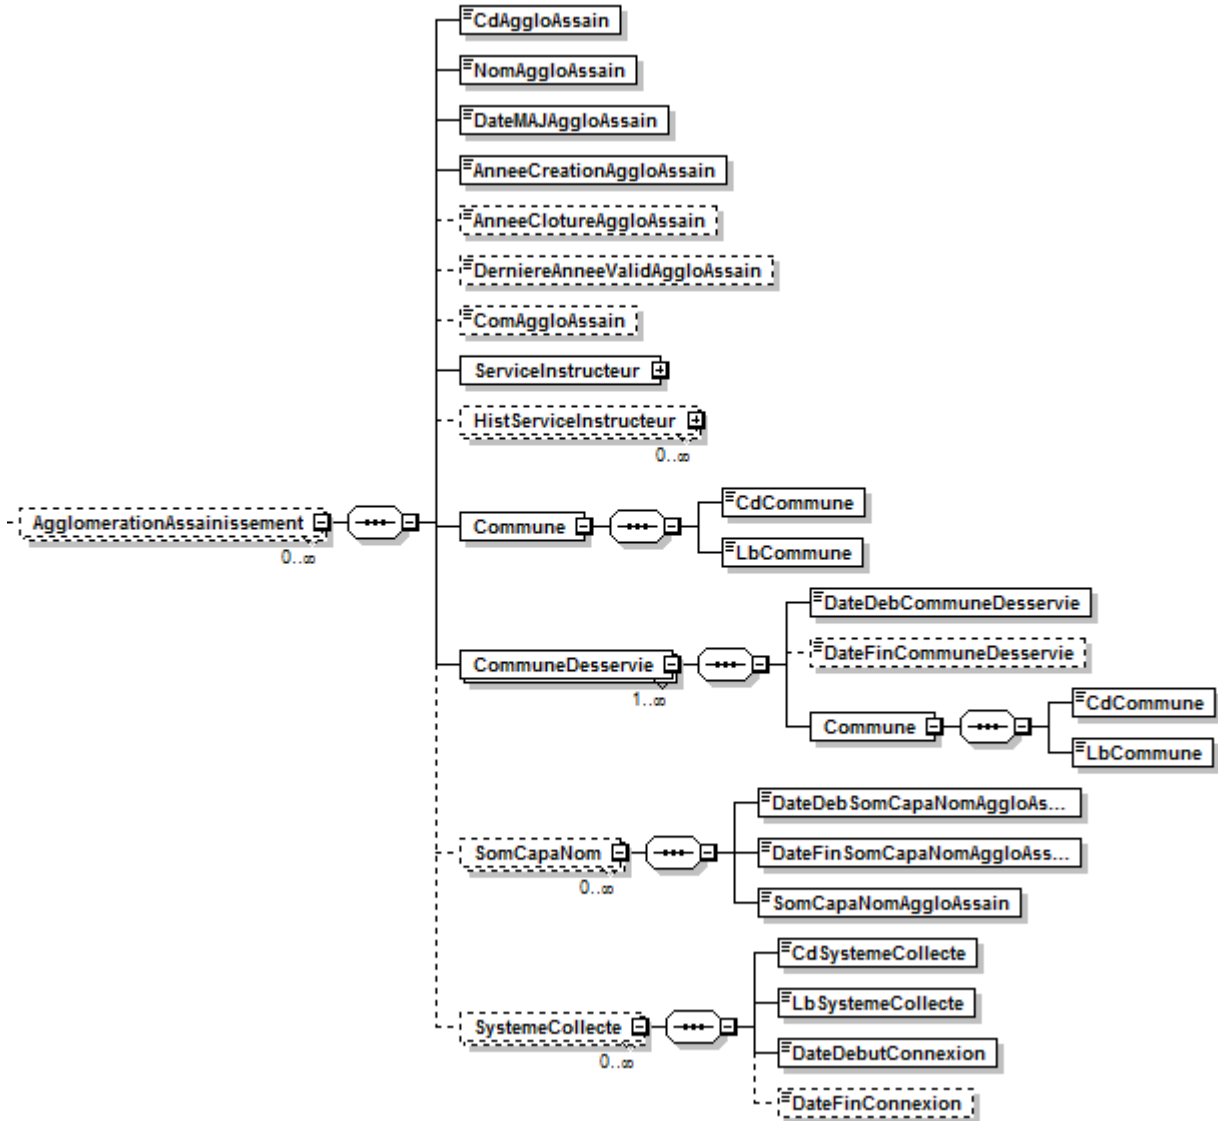 CdAggloAssain
NomAggloAssain
DateMAJAggloAssain
AnneeCreationAggloAssain
AnneeClotureAggloAssain
DerniereAnneeValidAggloAssain
ComAggloAssain
ServiceInstructeur
HistServiceInstructeur
0..∞
AgglomerationAssainissement
0..∞
Commune
CdCommune
LbCommune
CommuneDesservie
1..∞
DateDebCommuneDesservie
DateFinCommuneDesservie
Commune
CdCommune
LbCommune
SomCapaNom
0..∞
DateDebSomCapaNomAggloAs...
DateFinSomCapaNomAggloAss...
SomCapaNomAggloAssain
SystemeCollecte
0..∞
CdSystemeCollecte
LbSystemeCollecte
DateDebutConnexion
DateFinConnexion